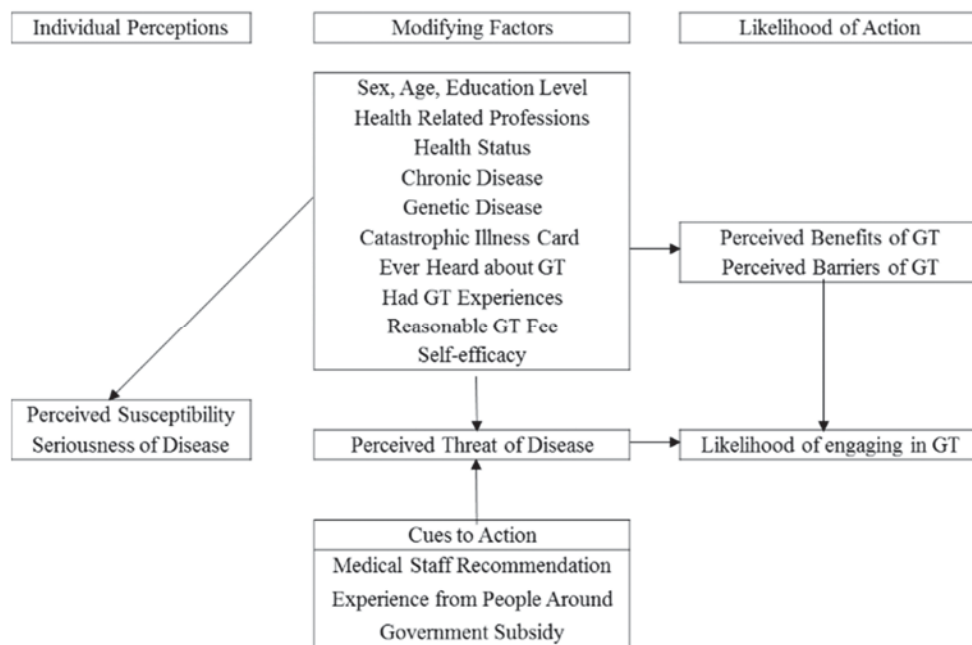 Individual Perceptions
Modifying Factors
Likelihood of Action
Sex, Age, Education Level
Health Related Professions
Health Status
Chronic Disease
Genetic Disease
Catastrophic Illness Card
Ever Heard about GT
Had GT Experiences
Reasonable GT Fee
Self-efficacy
Perceived Benefits of GT
Perceived Barriers of GT
Perceived Susceptibility
Seriousness of Disease
Perceived Threat of Disease
Likelihood of engaging in GT
Cues to Action
Medical Staff Recommendation
Experience from People Around
Government Subsidy